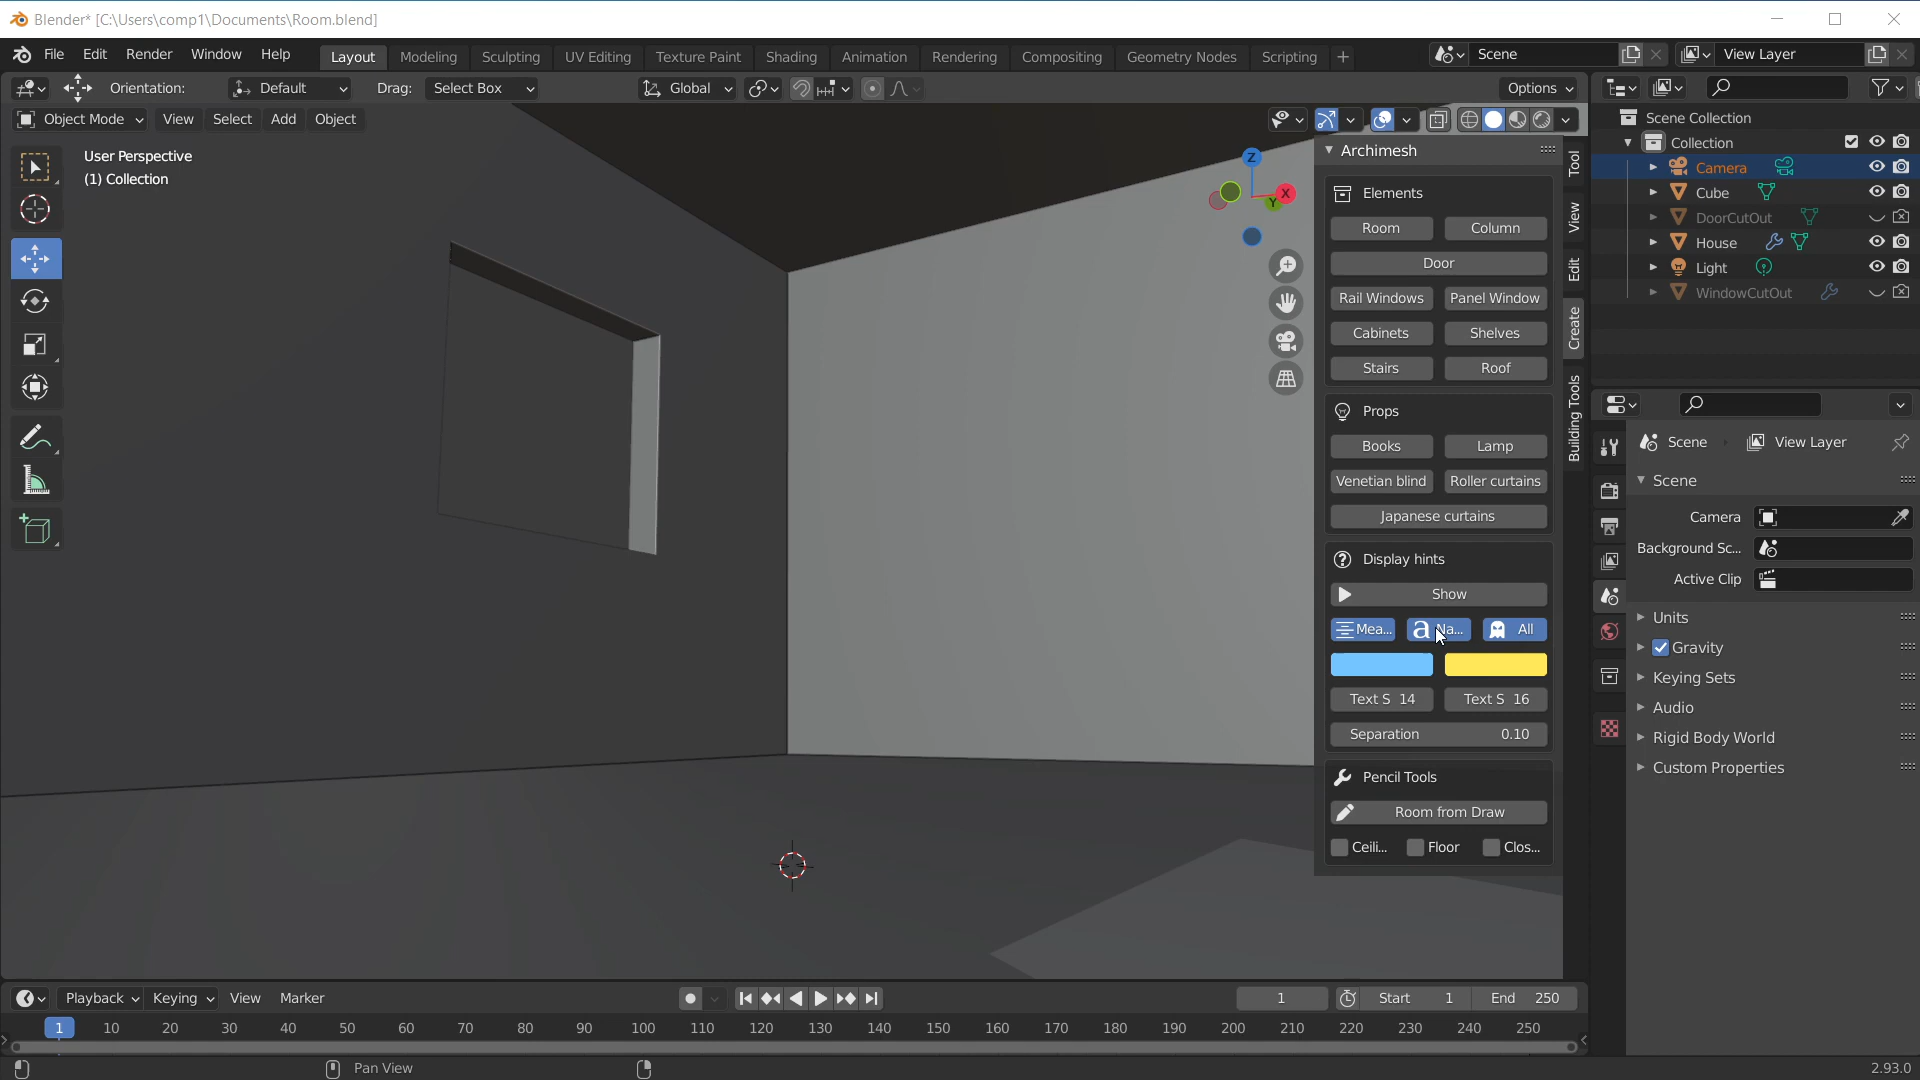 Blender* [C:\Users\comp1\Documents\Room.blend]
File Edit Render Window Help Layout Modeling Sculpting UV Editing Texture Paint Shading Animation Rendering Compositing Geometry Nodes Scripting + Scene View Layer
Orientation: Default Drag: Select Box Global Options
Object Mode View Select Add Object
User Perspective
(1) Collection
Z
X
Y
Archimesh
Elements
Room Column
Door
Rail Windows Panel Window
Cabinets Shelves
Stairs Roof
Props
Books Lamp
Venetian blind Roller curtains
Japanese curtains
Display hints
Show
Mea... a Na... All
Text S 14 Text S 16
Separation 0.10
Pencil Tools
Room from Draw
Ceili... Floor Clos...
Tool
View
Edit
Create
Building Tools
Scene Collection
Collection
Camera
Cube
DoorCutOut
House
Light
WindowCutOut
Scene View Layer
Scene
Camera
Background Sc...
Active Clip
Units
Gravity
Keying Sets
Audio
Rigid Body World
Custom Properties
Playback Keying View Marker 1 Start 1 End 250
1 10 20 30 40 50 60 70 80 90 100 110 120 130 140 150 160 170 180 190 200 210 220 230 240 250
Pan View 2.93.0